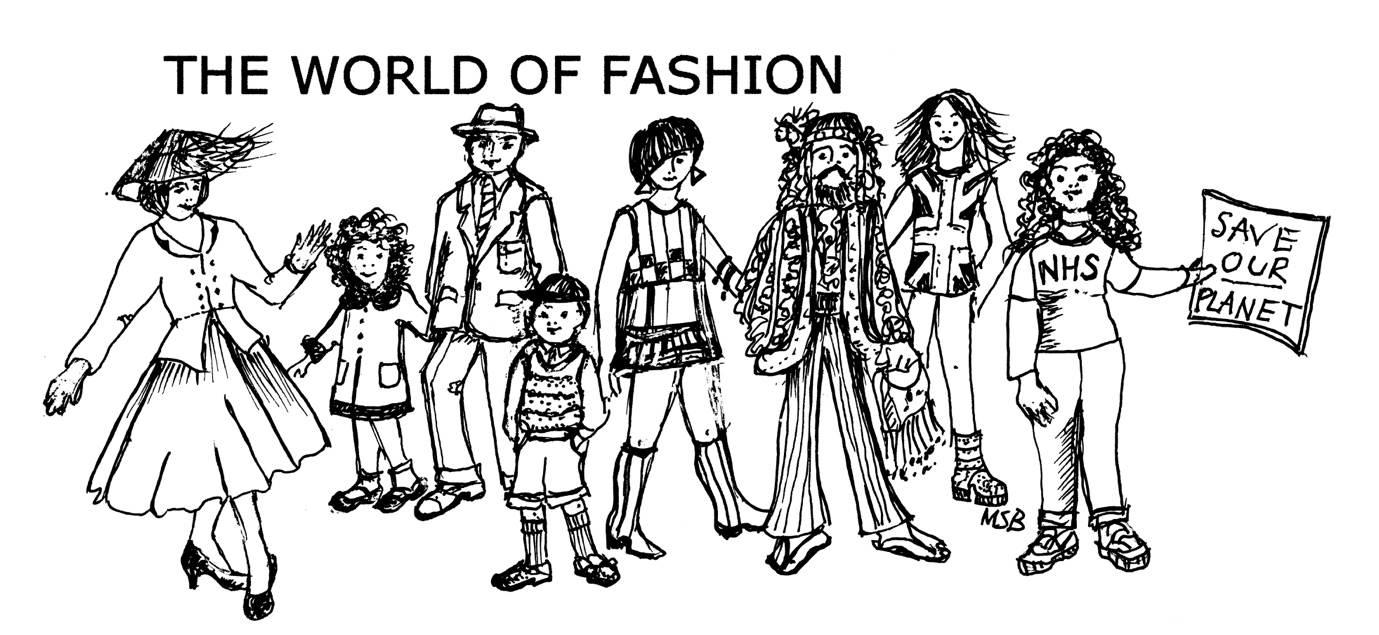 THE WORLD OF FASHION
NHS
SAVE
OUR
PLANET
MSB